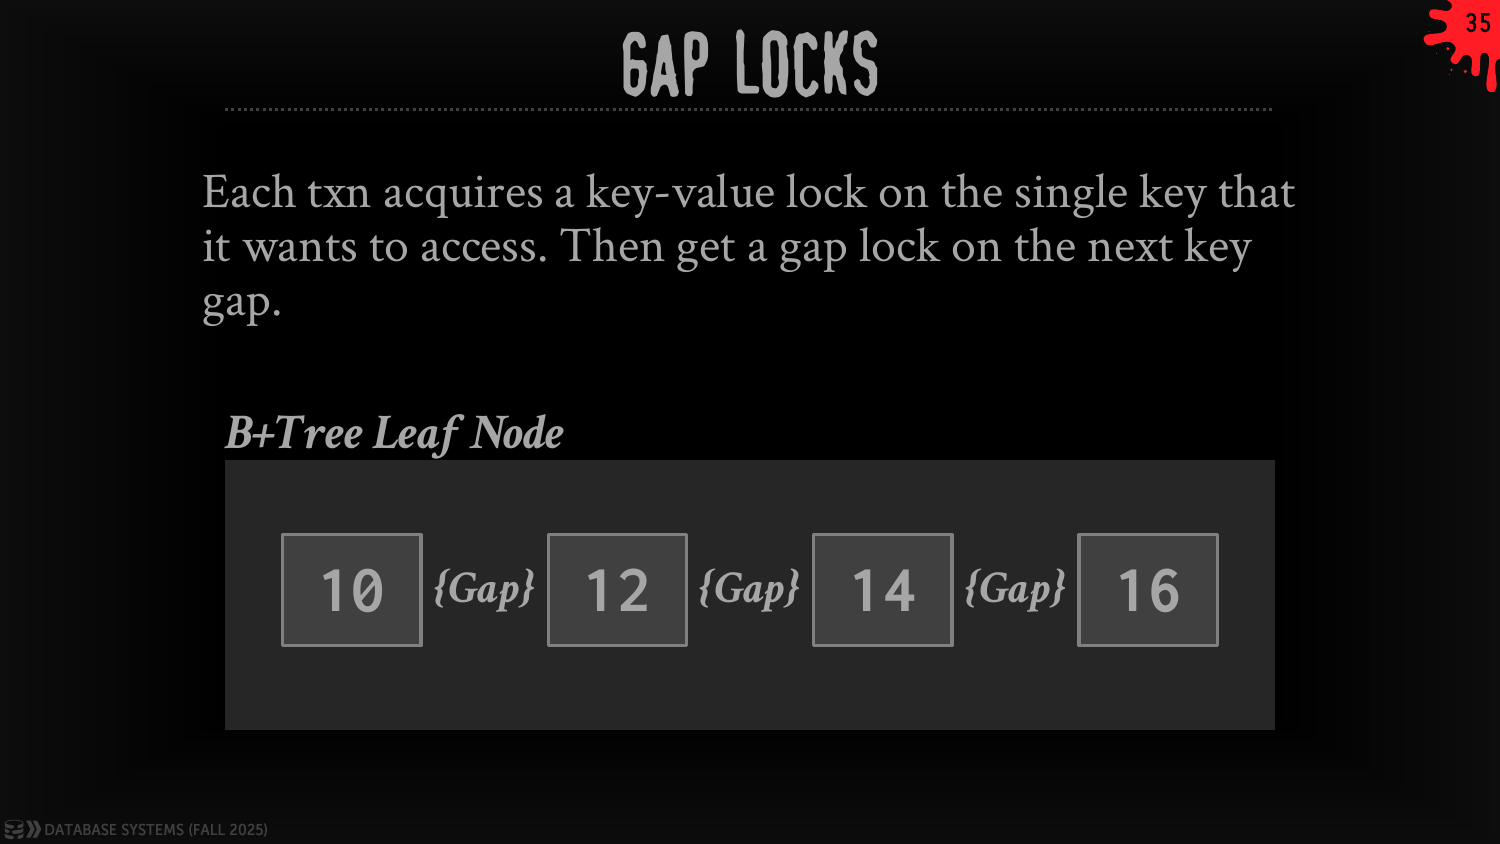 35
GAP LOCKS
Each txn acquires a key-value lock on the single key that
it wants to access. Then get a gap lock on the next key
gap.
B+Tree Leaf Node
10 {Gap} 12 {Gap} 14 {Gap} 16
DATABASE SYSTEMS (FALL 2025)